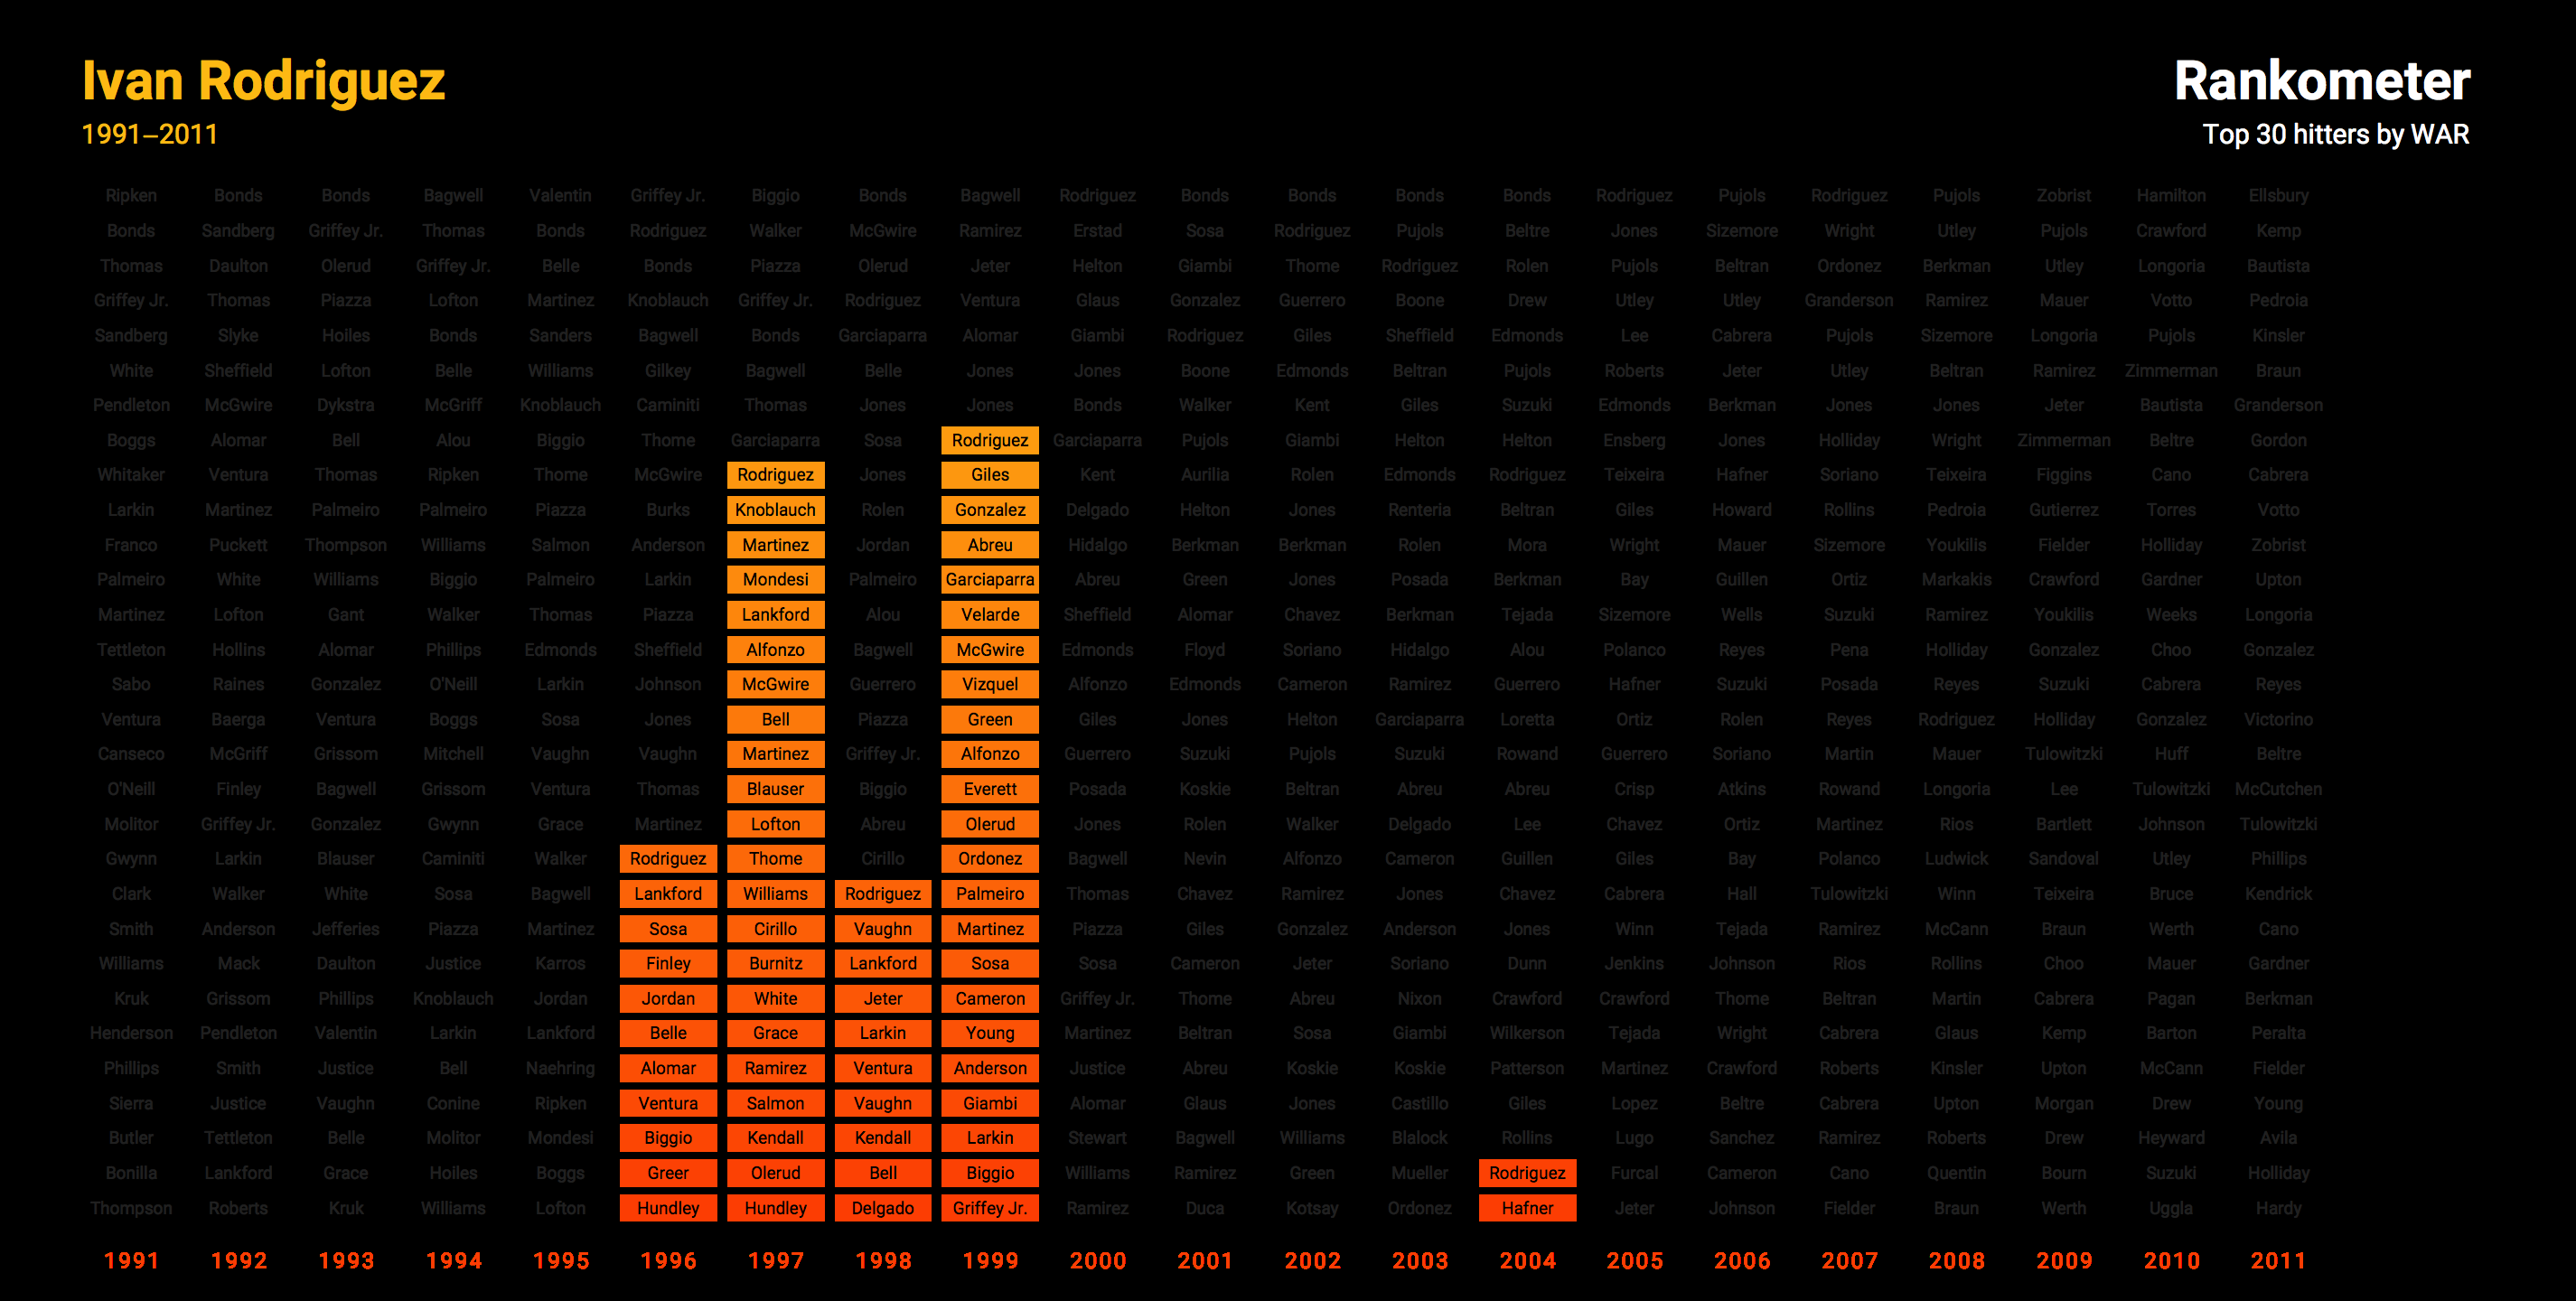 Ivan Rodriguez Rankometer
1991–2011 Top 30 hitters by WAR
Ripken Bonds Bonds Bagwell Valentin Griffey Jr. Biggio Bonds Bagwell Rodriguez Bonds Bonds Bonds Bonds Rodriguez Pujols Rodriguez Pujols Zobrist Hamilton Ellsbury
Bonds Sandberg Griffey Jr. Thomas Bonds Rodriguez Walker McGwire Ramirez Erstad Sosa Rodriguez Pujols Beltre Jones Sizemore Wright Utley Pujols Crawford Kemp
Thomas Daulton Olerud Griffey Jr. Belle Bonds Piazza Olerud Jeter Helton Giambi Thome Rodriguez Rolen Pujols Beltran Ordonez Berkman Utley Longoria Bautista
Griffey Jr. Thomas Piazza Lofton Martinez Knoblauch Griffey Jr. Rodriguez Ventura Glaus Gonzalez Guerrero Boone Drew Utley Utley Granderson Ramirez Mauer Votto Pedroia
Sandberg Slyke Hoiles Bonds Sanders Bagwell Bonds Garciaparra Alomar Giambi Rodriguez Giles Sheffield Edmonds Lee Cabrera Pujols Sizemore Longoria Pujols Kinsler
White Sheffield Lofton Belle Williams Gilkey Bagwell Belle Jones Jones Boone Edmonds Beltran Pujols Roberts Jeter Utley Beltran Ramirez Zimmerman Braun
Pendleton McGwire Dykstra McGriff Knoblauch Caminiti Thomas Jones Jones Bonds Walker Kent Giles Suzuki Edmonds Berkman Jones Jones Jeter Bautista Granderson
Boggs Alomar Bell Alou Biggio Thome Garciaparra Sosa Rodriguez Garciaparra Pujols Giambi Helton Helton Ensberg Jones Holliday Wright Zimmerman Beltre Gordon
Whitaker Ventura Thomas Ripken Thome McGwire Rodriguez Jones Giles Kent Aurilia Rolen Edmonds Rodriguez Teixeira Hafner Soriano Teixeira Figgins Cano Cabrera
Larkin Martinez Palmeiro Palmeiro Piazza Burks Knoblauch Rolen Gonzalez Delgado Helton Jones Renteria Beltran Giles Howard Rollins Pedroia Gutierrez Torres Votto
Franco Puckett Thompson Williams Salmon Anderson Martinez Jordan Abreu Hidalgo Berkman Berkman Rolen Mora Wright Mauer Sizemore Youkilis Fielder Holliday Zobrist
Palmeiro White Williams Biggio Palmeiro Larkin Mondesi Palmeiro Garciaparra Abreu Green Jones Posada Berkman Bay Guillen Ortiz Markakis Crawford Gardner Upton
Martinez Lofton Gant Walker Thomas Piazza Lankford Alou Velarde Sheffield Alomar Chavez Berkman Tejada Sizemore Wells Suzuki Ramirez Youkilis Weeks Longoria
Tettleton Hollins Alomar Phillips Edmonds Sheffield Alfonzo Bagwell McGwire Edmonds Floyd Soriano Hidalgo Alou Polanco Reyes Pena Holliday Gonzalez Choo Gonzalez
Sabo Raines Gonzalez O'Neill Larkin Johnson McGwire Guerrero Vizquel Alfonzo Edmonds Cameron Ramirez Guerrero Hafner Suzuki Posada Reyes Suzuki Cabrera Reyes
Ventura Baerga Ventura Boggs Sosa Jones Bell Piazza Green Giles Jones Helton Garciaparra Loretta Ortiz Rolen Reyes Rodriguez Holliday Gonzalez Victorino
Canseco McGriff Grissom Mitchell Vaughn Vaughn Martinez Griffey Jr. Alfonzo Guerrero Suzuki Pujols Suzuki Rowand Guerrero Soriano Martin Mauer Tulowitzki Huff Beltre
O'Neill Finley Bagwell Grissom Ventura Thomas Blauser Biggio Everett Posada Koskie Beltran Abreu Abreu Crisp Atkins Rowand Longoria Lee Tulowitzki McCutchen
Molitor Griffey Jr. Gonzalez Gwynn Grace Martinez Lofton Abreu Olerud Jones Rolen Walker Delgado Lee Chavez Ortiz Martinez Rios Bartlett Johnson Tulowitzki
Gwynn Larkin Blauser Caminiti Walker Rodriguez Thome Cirillo Ordonez Bagwell Nevin Alfonzo Cameron Guillen Giles Bay Polanco Ludwick Sandoval Utley Phillips
Clark Walker White Sosa Bagwell Lankford Williams Rodriguez Palmeiro Thomas Chavez Ramirez Jones Chavez Cabrera Hall Tulowitzki Winn Teixeira Bruce Kendrick
Smith Anderson Jefferies Piazza Martinez Sosa Cirillo Vaughn Martinez Piazza Giles Gonzalez Anderson Jones Winn Tejada Ramirez McCann Braun Werth Cano
Williams Mack Daulton Justice Karros Finley Burnitz Lankford Sosa Sosa Cameron Jeter Soriano Dunn Jenkins Johnson Rios Rollins Choo Mauer Gardner
Kruk Grissom Phillips Knoblauch Jordan Jordan White Jeter Cameron Griffey Jr. Thome Abreu Nixon Crawford Crawford Thome Beltran Martin Cabrera Pagan Berkman
Henderson Pendleton Valentin Larkin Lankford Belle Grace Larkin Young Martinez Beltran Sosa Giambi Wilkerson Tejada Wright Cabrera Glaus Kemp Barton Peralta
Phillips Smith Justice Bell Naehring Alomar Ramirez Ventura Anderson Justice Abreu Koskie Koskie Patterson Martinez Crawford Roberts Kinsler Upton McCann Fielder
Sierra Justice Vaughn Conine Ripken Ventura Salmon Vaughn Giambi Alomar Glaus Jones Castillo Giles Lopez Beltre Cabrera Upton Morgan Drew Young
Butler Tettleton Belle Molitor Mondesi Biggio Kendall Kendall Larkin Stewart Bagwell Williams Blalock Rollins Lugo Sanchez Ramirez Roberts Drew Heyward Avila
Bonilla Lankford Grace Hoiles Boggs Greer Olerud Bell Biggio Williams Ramirez Green Mueller Rodriguez Furcal Cameron Cano Quentin Bourn Suzuki Holliday
Thompson Roberts Kruk Williams Lofton Hundley Hundley Delgado Griffey Jr. Ramirez Duca Kotsay Ordonez Hafner Jeter Johnson Fielder Braun Werth Uggla Hardy
1991 1992 1993 1994 1995 1996 1997 1998 1999 2000 2001 2002 2003 2004 2005 2006 2007 2008 2009 2010 2011